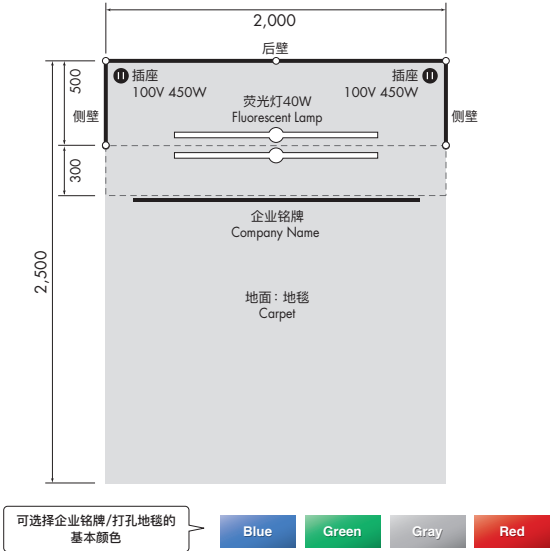 2,000
后壁
500
插座
100V 450W
插座
100V 450W
荧光灯40W
Fluorescent Lamp
侧壁
侧壁
300
企业铭牌
Company Name
2,500
地面：地毯
Carpet
可选择企业铭牌/打孔地毯的
基本颜色
Blue
Green
Gray
Red